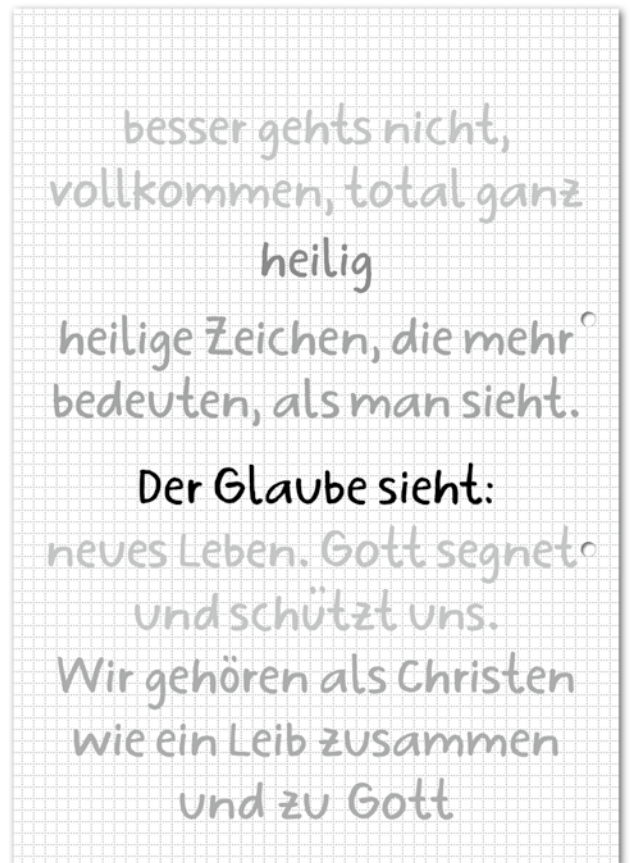 besser gehts nicht,
vollkommen, total ganz
heilig
heilige Zeichen, die mehr
bedeuten, als man sieht.
Der Glaube sieht:
neues Leben. Gott segnet
und schützt uns.
Wir gehören als Christen
wie ein Leib zusammen
und zu Gott